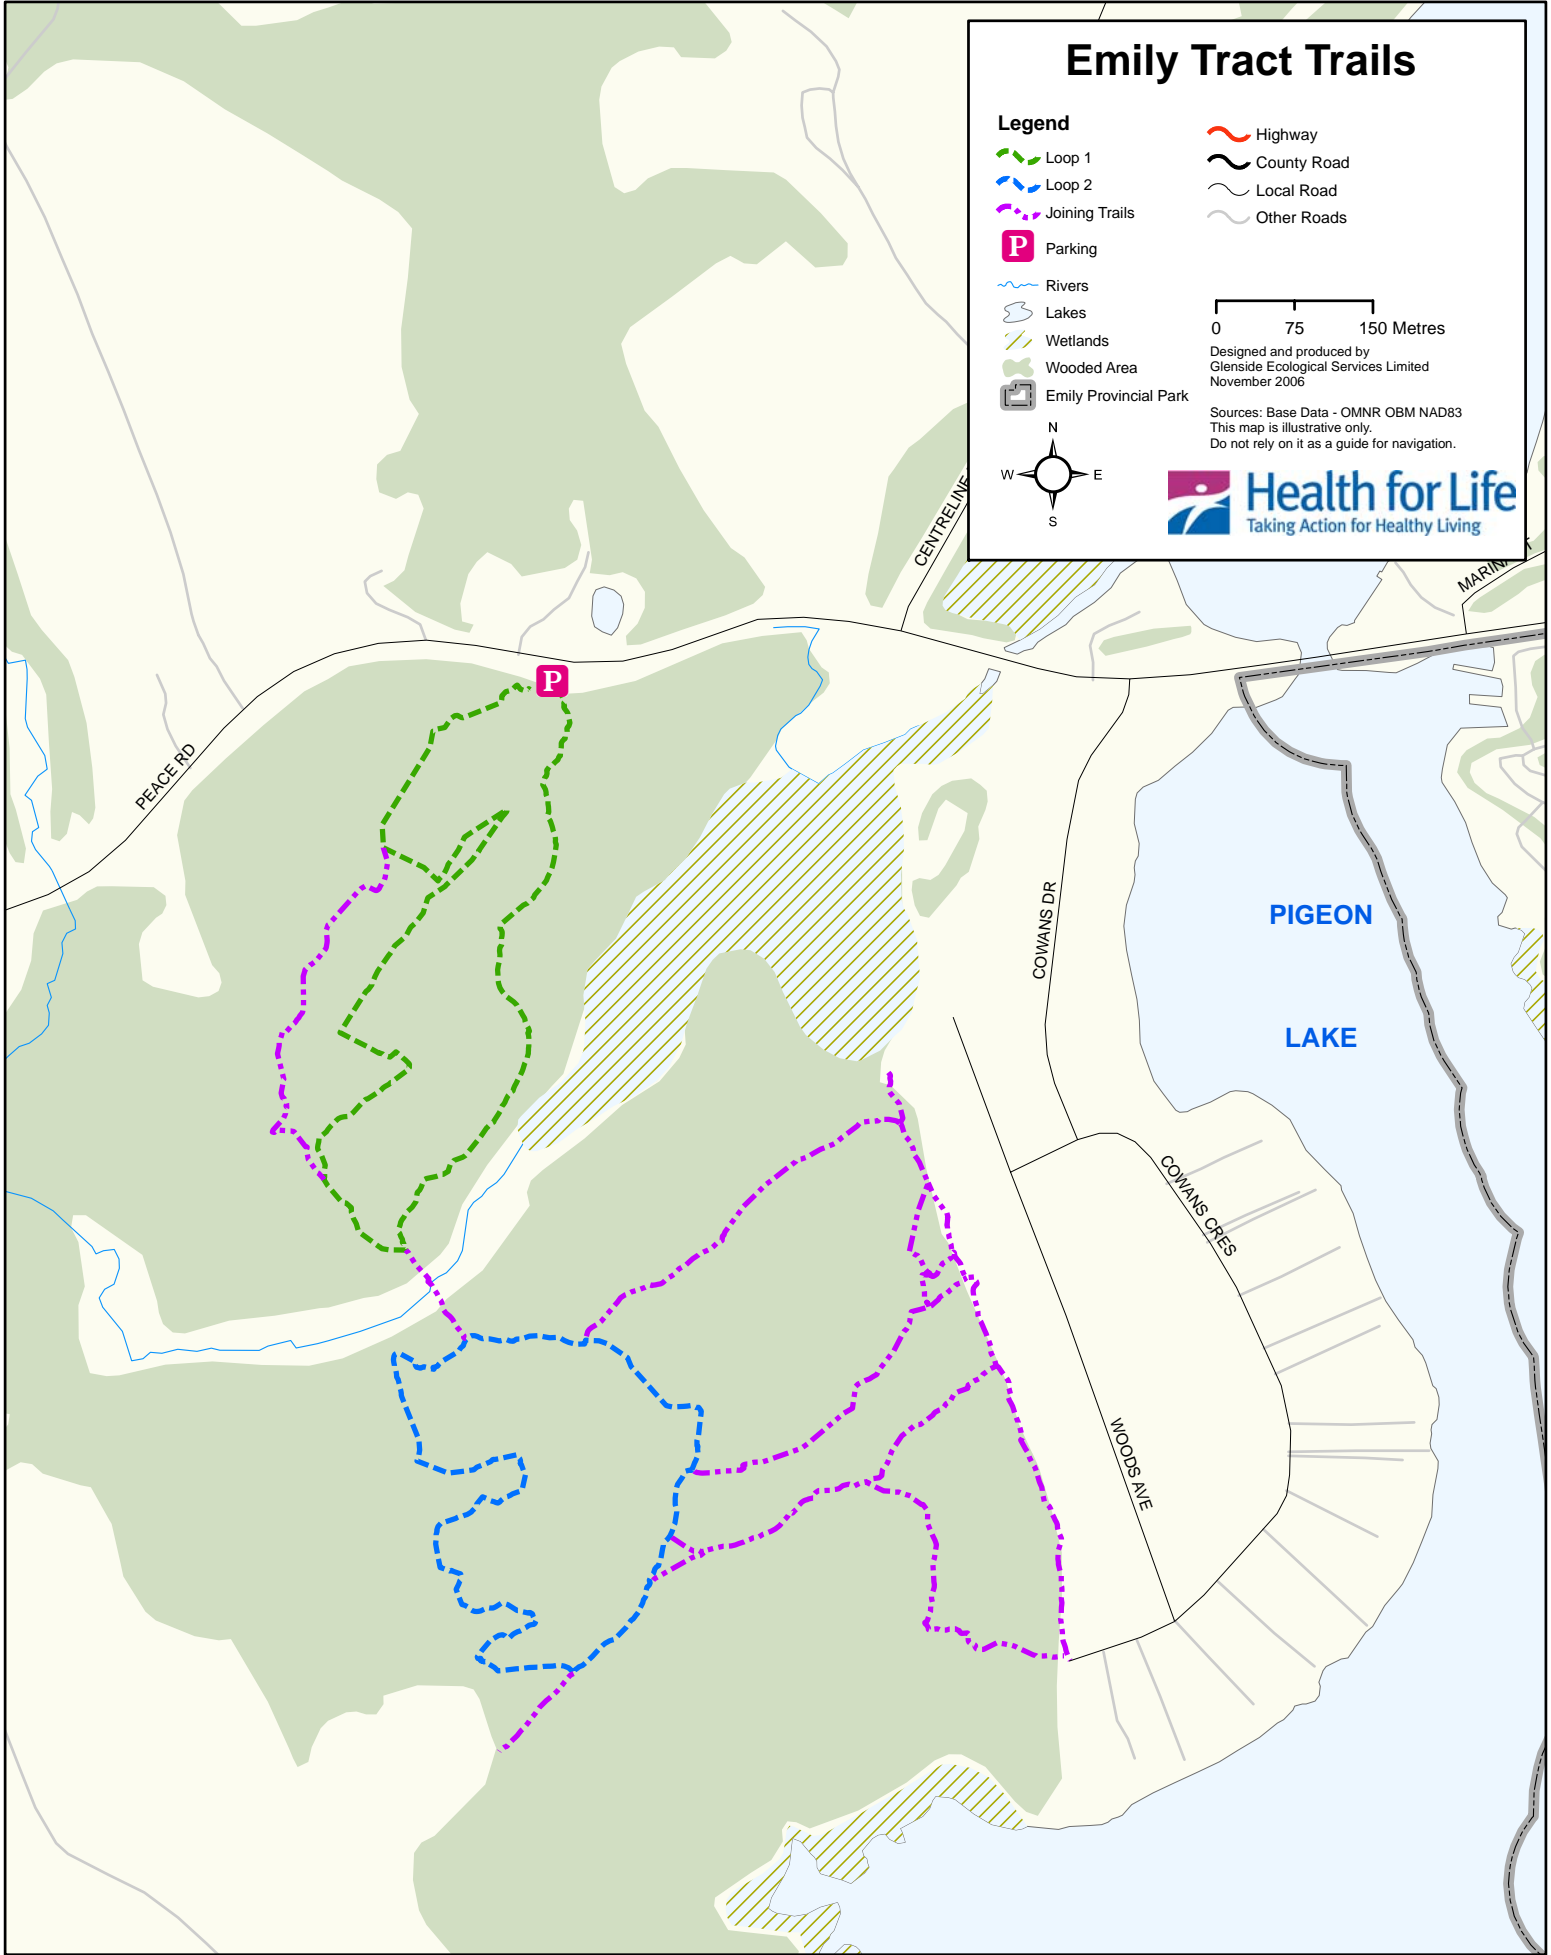 Emily Tract Trails
Legend
Loop 1
Loop 2
Joining Trails
P
Parking
Rivers
Lakes
Wetlands
Wooded Area
Emily Provincial Park
Highway
County Road
Local Road
Other Roads
0 75 150 Metres
Designed and produced by
Glenside Ecological Services Limited
November 2006
Sources: Base Data - OMNR OBM NAD83
This map is illustrative only.
Do not rely on it as a guide for navigation.
N
W E
S
Health for Life
Taking Action for Healthy Living
CENTRELINE
P
PEACE RD
COWANS DR
PIGEON
LAKE
COWANS CRES
WOODS AVE